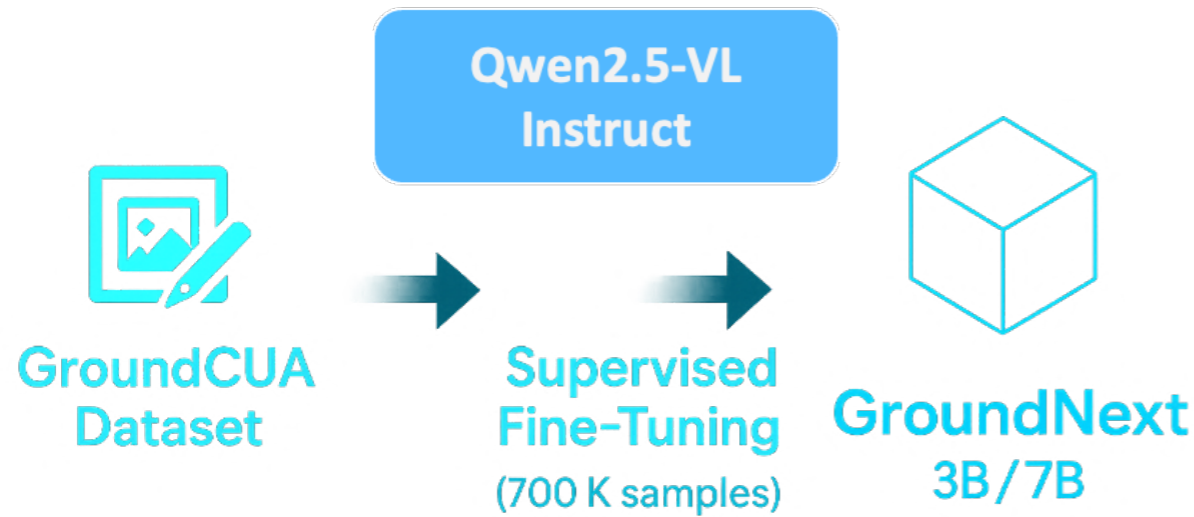 Qwen2.5-VL
Instruct
GroundCUA
Dataset
Supervised
Fine-Tuning
(700 K samples)
GroundNext
3B/7B